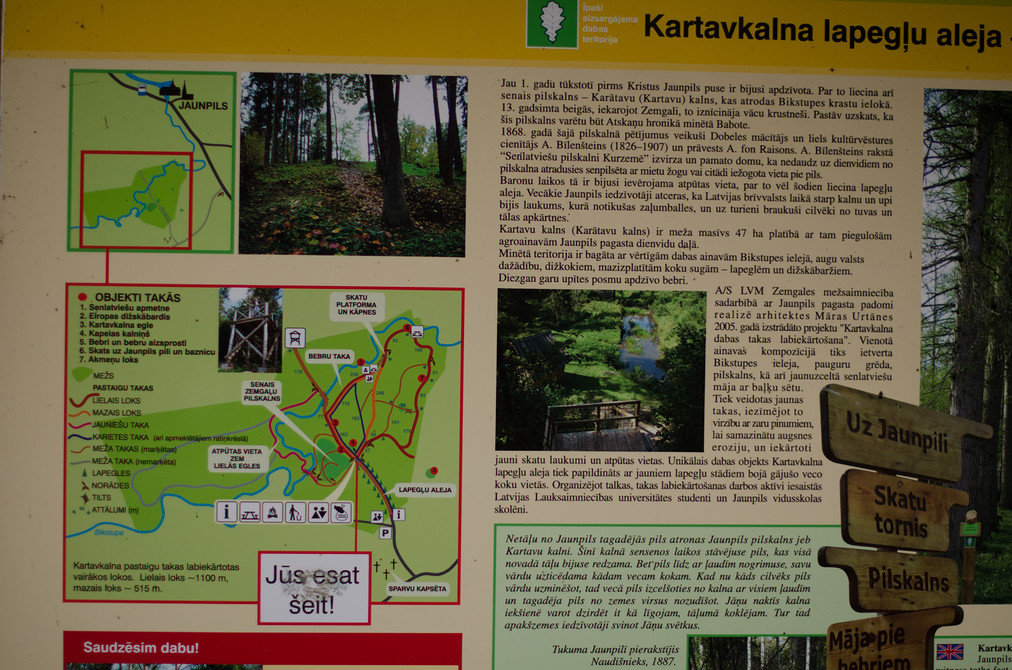 Īpaši
aizsargājama
dabas
teritorija
Kartavkalna lapegļu aleja -
JAUNPILS
Jau 1. gadu tūkstotī pirms Kristus Jaunpils puse ir bijusi apdzīvota. Par to liecina arī
senais pilskalns – Karātavu (Kartavu) kalns, kas atrodas Bikstupes krastu ielokā.
13. gadsimta beigās, iekarojot Zemgali, to iznīcināja vācu krustneši. Pastāv uzskats, ka
šis pilskalns varētu būt Atskaņu hronikā minētā Babote.
1868. gadā šajā pilskalnā pētījumus veikuši Dobeles mācītājs un liels kultūrvēstures
cienītājs A. Bīlenšteins (1826–1907) un prāvests A. fon Raisons. A. Bīlenšteins rakstā
“Senlatviešu pilskalni Kurzemē” izvirza un pamato domu, ka nedaudz uz dienvidiem no
pilskalna atradusies senpilsēta ar mietu žogu vai citādi iežogota vieta pie pils.
Baronu laikos tā ir bijusi ievērojama atpūtas vieta, par to vēl šodien liecina lapegļu
aleja. Vecākie Jaunpils iedzīvotāji atceras, ka Latvijas brīvvalsts laikā starp kalnu un upi
bijis laukums, kurā notikušas zaļumballes, un uz turieni braukuši cilvēki no tuvas un
tālas apkārtnes.
Kartavu kalns (Karātavu kalns) ir meža masīvs 47 ha platībā ar tam piegulošām
agroainavām Jaunpils pagasta dienvidu daļā.
Minētā teritorija ir bagāta ar vērtīgām dabas ainavām Bikstupes ielejā, augu valsts
dažādību, dižkokiem, mazizplatītām koku sugām – lapeglēm un dižskābaržiem.
Diezgan garu upītes posmu apdzīvo bebri.
A/S LVM Zemgales mežsaimniecība
sadarbībā ar Jaunpils pagasta padomi
realizē arhitektes Māras Urtānes
2005. gadā izstrādāto projektu "Kartavkalna
dabas takas labiekārtošana". Vienotā
ainavas kompozīcijā tiks ietverta
Bikstupes ieleja, pauguru grēda,
pilskalns, kā arī jaunuzceltā senlatviešu
māja ar baļķu sētu.
Tiek veidotas jaunas
takas, iezīmējot to
virzību ar zaru pinumiem,
lai samazinātu augsnes
eroziju, un iekārtoti
jauni skatu laukumi un atpūtas vietas. Unikālais dabas objekts Kartavkalna
lapegļu aleja tiek papildināts ar jauniem lapegļu stādiem bojā gājušo veco
koku vietās. Organizējot talkas, takas labiekārtošanas darbos aktīvi iesaistās
Latvijas Lauksaimniecības universitātes studenti un Jaunpils vidusskolas
skolēni.
OBJEKTI TAKĀS
1. Senlatviešu apmetne
2. Eiropas dižskābardis
3. Kartavkalna egle
4. Kapelas kalniņš
5. Bebri un bebru aizsprosti
6. Skats uz Jaunpils pili un baznīcu
7. Akmeņu loks
MEŽS
PASTAIGU TAKAS
LIELAIS LOKS
MAZAIS LOKS
JAUNIEŠU TAKA
KARIETES TAKA (arī apmeklētājiem ratiņkrēslā)
MEŽA TAKAS (marķētas)
MEŽA TAKA (nemarķēta)
LAPEGLES
NORĀDES
TILTS
ATTĀLUMI (m)
Bikstupe
SKATU
PLATFORMA
UN KĀPNES
BEBRU TAKA
SENAIS
ZEMGAĻU
PILSKALNS
ATPŪTAS VIETA
ZEM
LIELĀS EGLES
LAPEGĻU ALEJA
P
SPARVU KAPSĒTA
Kartavkalna pastaigu takas labiekārtotas
vairākos lokos. Lielais loks ~1100 m,
mazais loks ~ 515 m.
Jūs esat
šeit!
Saudzēsim dabu!
Netāļu no Jaunpils tagadējās pils atronas Jaunpils pilskalns jeb
Kartavu kalni. Šinī kalnā sensenos laikos stāvējuse pils, kas visā
novadā tāļu bijuse redzama. Bet pils līdz ar ļaudīm nogrimuse, savu
vārdu uzticēdama kādam vecam kokam. Kad nu kāds cilvēks pils
vārdu uzminēšot, tad vecā pils izcelšoties no kalna ar visiem ļaudīm
un tagadēja pils no zemes virsus nozudīšot. Jāņu naktīs kalna
iekšienē varot dzirdēt it kā līgojam, tāļumā koklējam. Tur tad
apakšzemes iedzīvotāji svinot Jāņu svētkus.
Tukuma Jaunpilī pierakstījis
Naudišnieks, 1887.
Uz Jaunpili
Skatu
tornis
Pilskalns
Māja pie
bebriem
Kartavk
Jaunpils